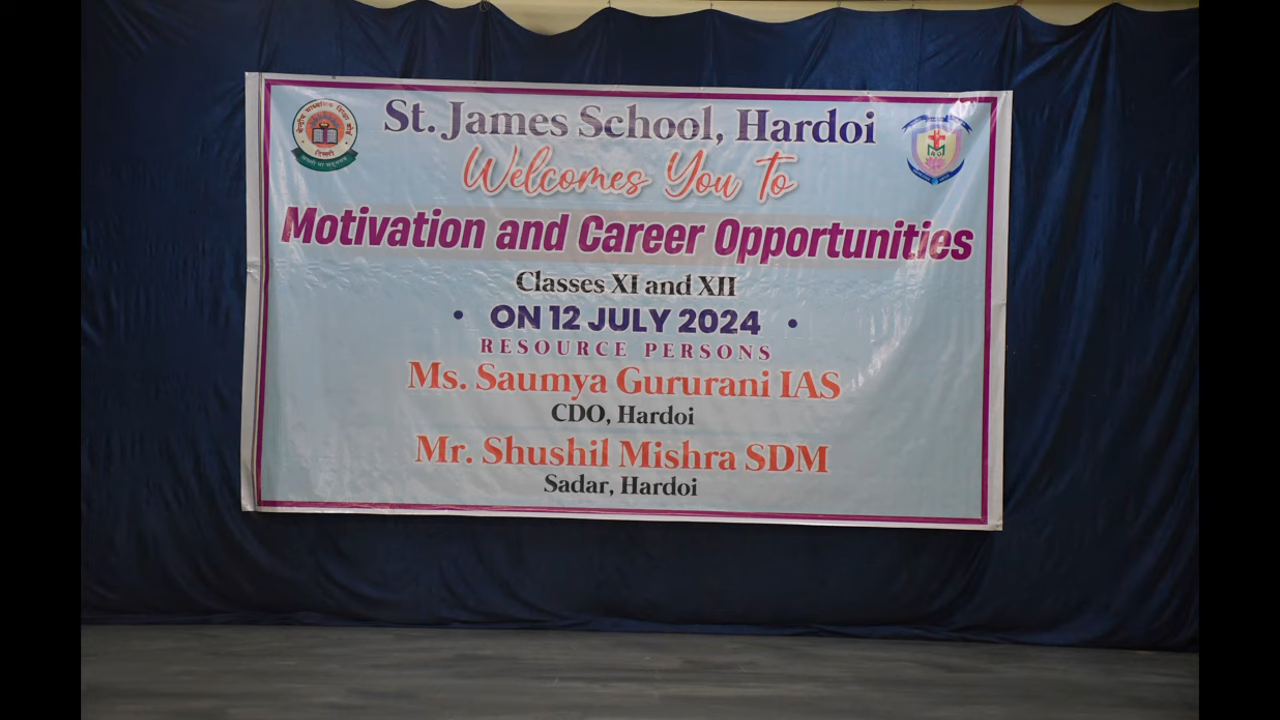 St. James School, Hardoi
Welcomes You To
Motivation and Career Opportunities
Classes XI and XII
• ON 12 JULY 2024 •
RESOURCE PERSONS
Ms. Saumya Gururani IAS
CDO, Hardoi
Mr. Shushil Mishra SDM
Sadar, Hardoi
केन्द्रीय माध्यमिक शिक्षा बोर्ड
दिल्ली